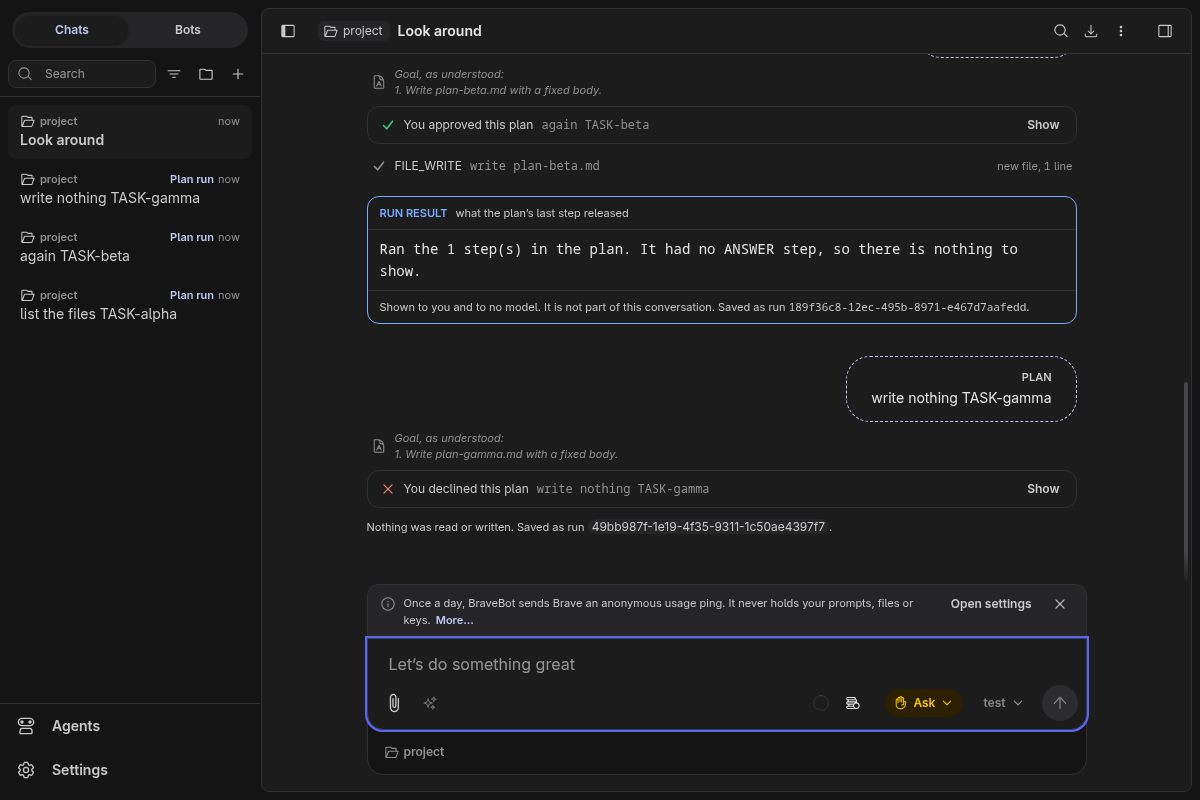 Chats
Bots
Search
project
now
Look around
project
Plan run now
write nothing TASK-gamma
project
Plan run now
again TASK-beta
project
Plan run now
list the files TASK-alpha
Agents
Settings
project
Look around
Goal, as understood:
1. Write plan-beta.md with a fixed body.
You approved this plan again TASK-beta
Show
FILE_WRITE write plan-beta.md
new file, 1 line
RUN RESULT what the plan's last step released
Ran the 1 step(s) in the plan. It had no ANSWER step, so there is nothing to
show.
Shown to you and to no model. It is not part of this conversation. Saved as run 189f36c8-12ec-495b-8971-e467d7aafedd.
PLAN
write nothing TASK-gamma
Goal, as understood:
1. Write plan-gamma.md with a fixed body.
You declined this plan write nothing TASK-gamma
Show
Nothing was read or written. Saved as run 49bb987f-1e19-4f35-9311-1c50ae4397f7.
Once a day, BraveBot sends Brave an anonymous usage ping. It never holds your prompts, files or
keys. More...
Open settings
Let's do something great
Ask
test
project